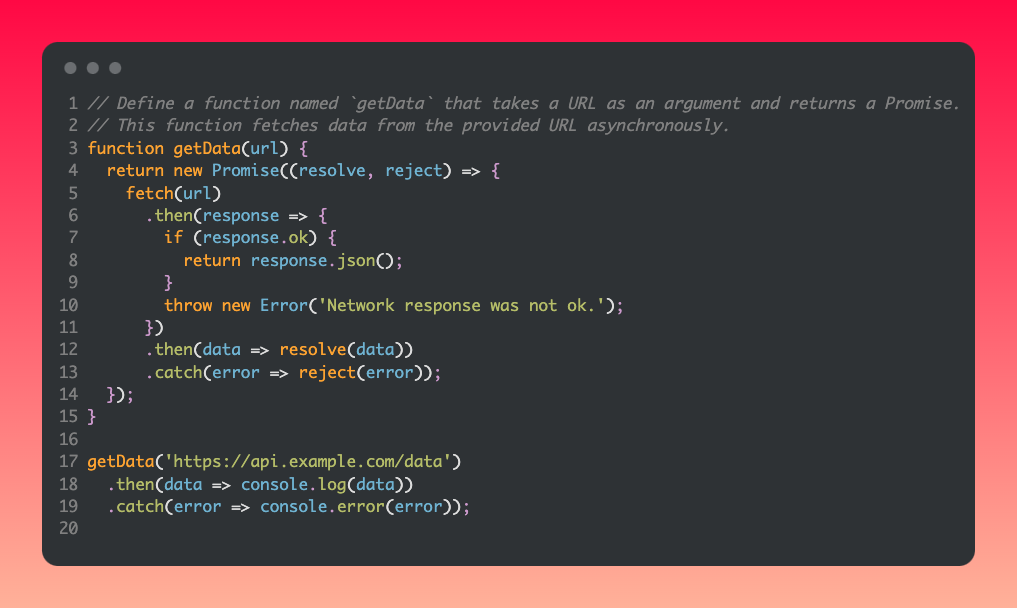 1 // Define a function named `getData` that takes a URL as an argument and returns a Promise.
2 // This function fetches data from the provided URL asynchronously.
3 function getData(url) {
4   return new Promise((resolve, reject) => {
5     fetch(url)
6       .then(response => {
7         if (response.ok) {
8           return response.json();
9         }
10         throw new Error('Network response was not ok.');
11       })
12       .then(data => resolve(data))
13       .catch(error => reject(error));
14   });
15 }
16
17 getData('https://api.example.com/data')
18   .then(data => console.log(data))
19   .catch(error => console.error(error));
20